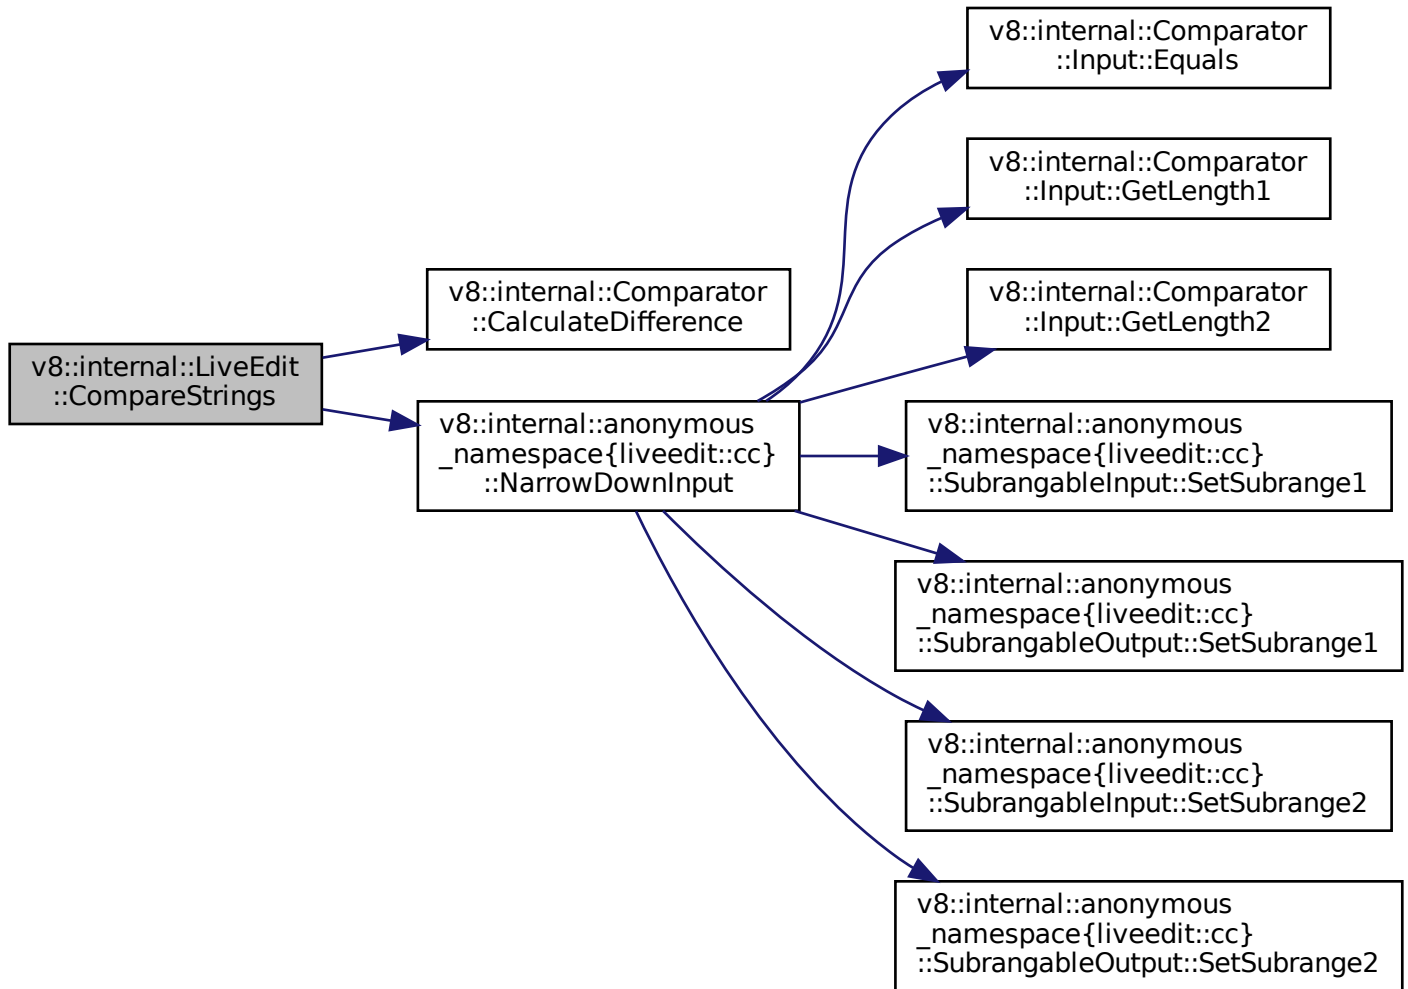 v8::internal::LiveEdit
::CompareStrings
v8::internal::Comparator
::CalculateDifference
v8::internal::anonymous
_namespace{liveedit::cc}
::NarrowDownInput
v8::internal::Comparator
::Input::Equals
v8::internal::Comparator
::Input::GetLength1
v8::internal::Comparator
::Input::GetLength2
v8::internal::anonymous
_namespace{liveedit::cc}
::SubrangableInput::SetSubrange1
v8::internal::anonymous
_namespace{liveedit::cc}
::SubrangableOutput::SetSubrange1
v8::internal::anonymous
_namespace{liveedit::cc}
::SubrangableInput::SetSubrange2
v8::internal::anonymous
_namespace{liveedit::cc}
::SubrangableOutput::SetSubrange2